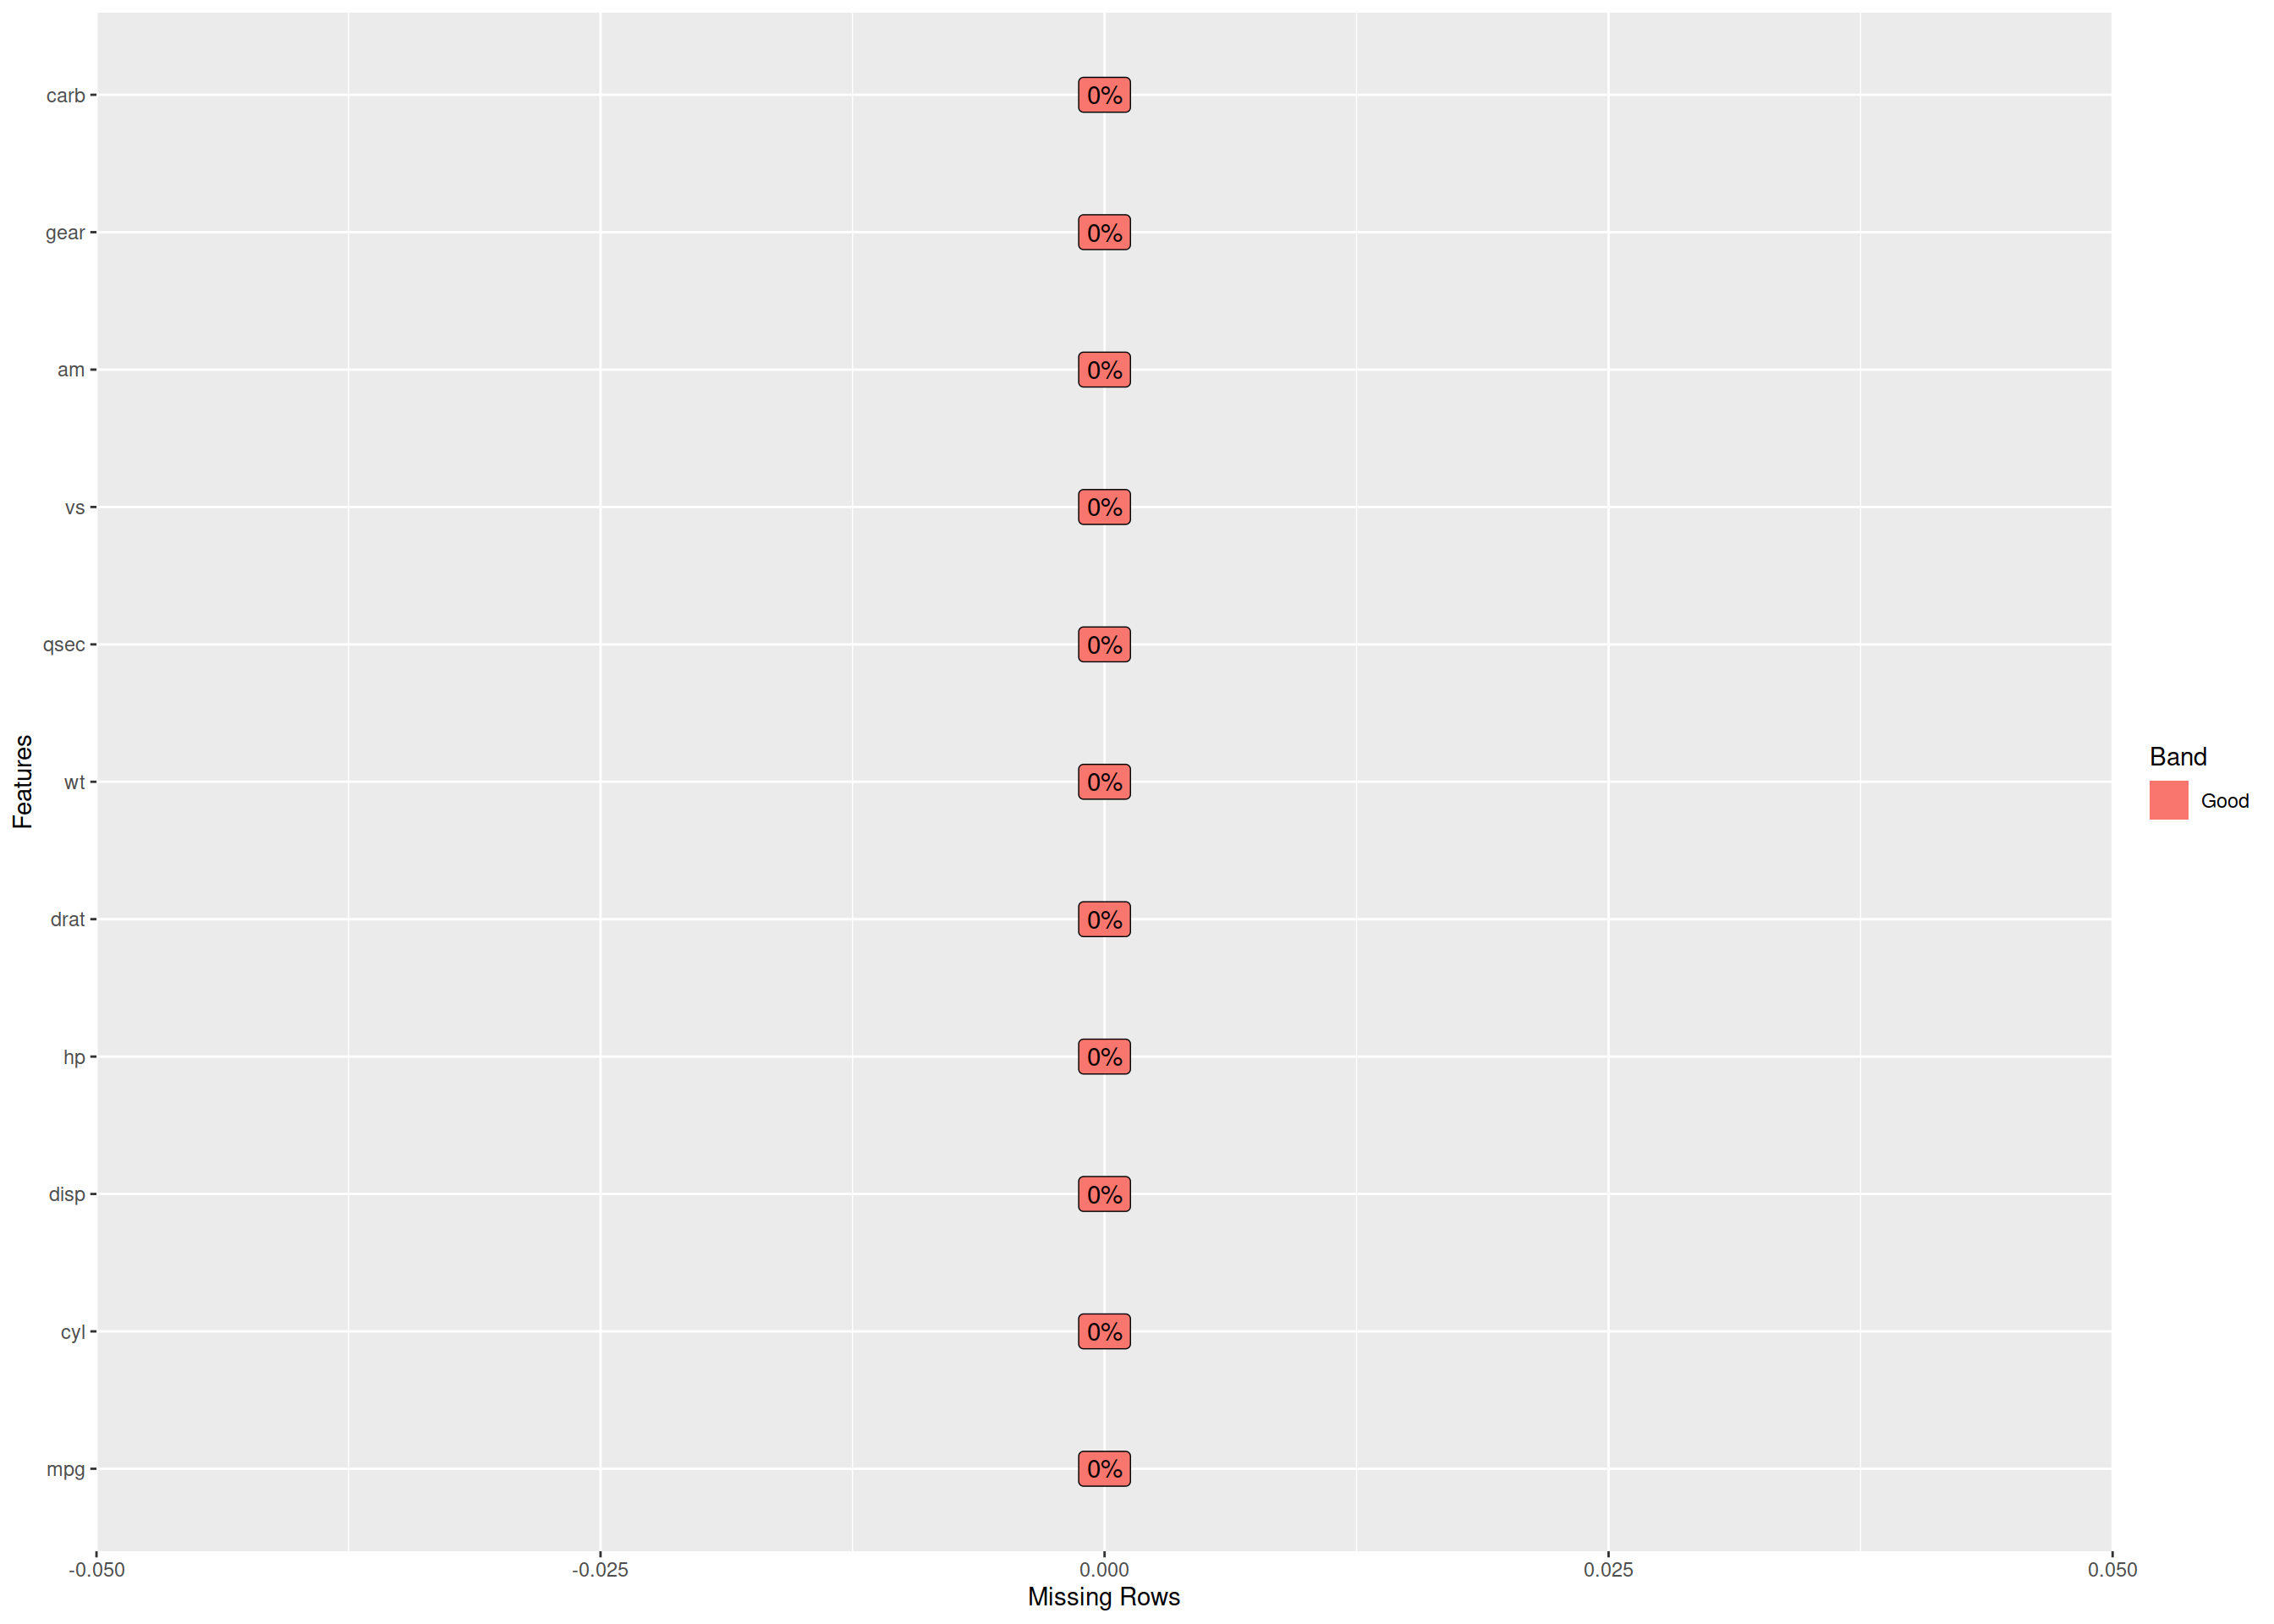 carb 0%
gear 0%
am 0%
vs 0%
qsec 0%
wt 0%
drat 0%
hp 0%
disp 0%
cyl 0%
mpg 0%
Features
-0.050 -0.025 0.000 0.025 0.050
Missing Rows
Band
Good